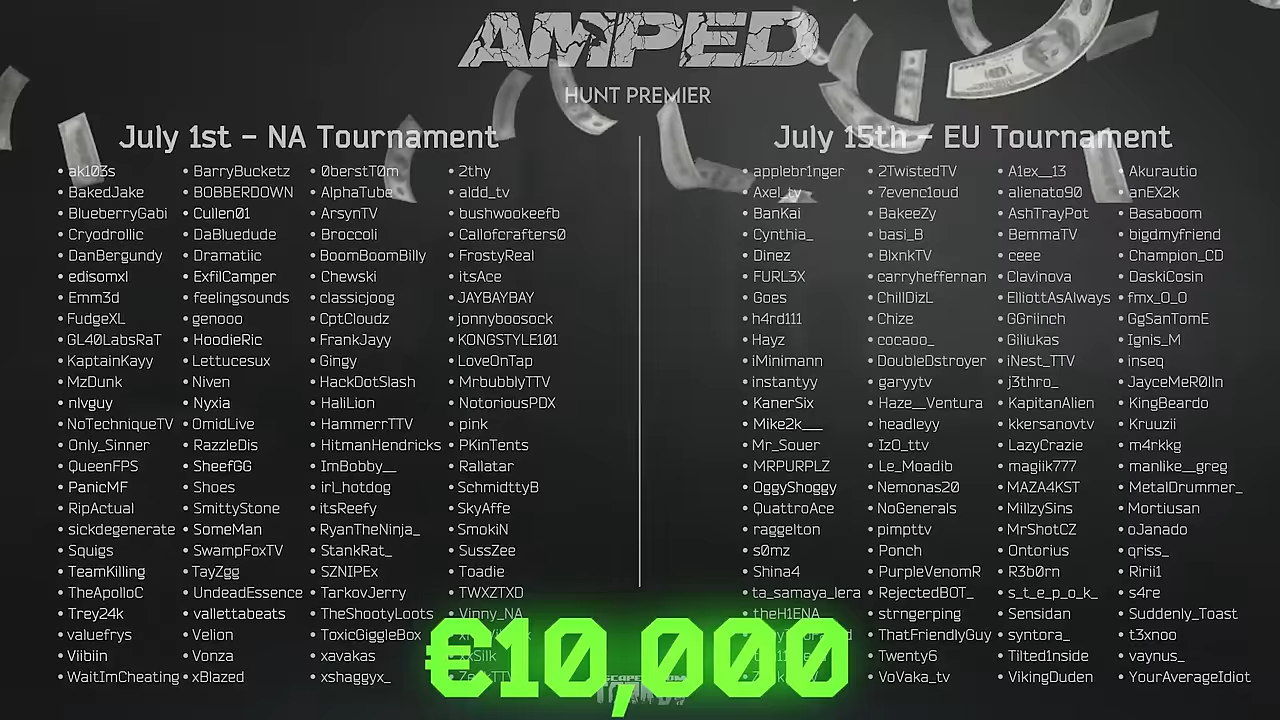 AMPED
HUNT PREMIER
July 1st – NA Tournament
• ak103s
• BakedJake
• BlueberryGabi
• Cryodrollic
• DanBergundy
• edisomxl
• Emm3d
• FudgeXL
• GL40LabsRaT
• KaptainKayy
• MzDunk
• nlvguy
• NoTechniqueTV
• Only_Sinner
• QueenFPS
• PanicMF
• RipActual
• sickdegenerate
• Squigs
• TeamKilling
• TheApolloC
• Trey24k
• valuefrys
• Viibiin
• WaitImCheating
• BarryBucketz
• BOBBERDOWN
• Cullen01
• DaBluedude
• Dramatiic
• ExfilCamper
• feelingsounds
• genooo
• HoodieRic
• Lettucesux
• Niven
• Nyxia
• OmidLive
• RazzleDis
• SheefGG
• Shoes
• SmittyStone
• SomeMan
• SwampFoxTV
• TayZgg
• UndeadEssence
• vallettabeats
• Velion
• Vonza
• xBlazed
• 0berstT0m
• AlphaTube
• ArsynTV
• Broccoli
• BoomBoomBilly
• Chewski
• classicjoog
• CptCloudz
• FrankJayy
• Gingy
• HackDotSlash
• HaliLion
• HammerrTTV
• HitmanHendricks
• ImBobby__
• irl_hotdog
• itsReefy
• RyanTheNinja_
• StankRat_
• SZNIPEx
• TarkovJerry
• TheShootyLoots
• ToxicGiggleBox
• xavakas
• xshaggyx_
• 2thy
• aldd_tv
• bushwookeefb
• Callofcrafters0
• FrostyReal
• itsAce
• JAYBAYBAY
• jonnyboosock
• KONGSTYLE101
• LoveOnTap
• MrbubblyTTV
• NotoriousPDX
• pink
• PKinTents
• Rallatar
• SchmidttyB
• SkyAffe
• SmokiN
• SussZee
• Toadie
• TWXZTXD
• Vinny_NA
July 15th – EU Tournament
• applebr1nger
• Axel_tv
• BanKai
• Cynthia_
• Dinez
• FURL3X
• Goes
• h4rd111
• Hayz
• iMinimann
• instantyy
• KanerSix
• Mike2k___
• Mr_Souer
• MRPURPLZ
• OggyShoggy
• QuattroAce
• raggelton
• s0mz
• Shina4
• ta_samaya_lera
• theH1ENA
• 2TwistedTV
• 7evenc1oud
• BakeeZy
• basi_B
• BlxnkTV
• carryheffernan
• ChillDizL
• Chize
• cocaoo_
• DoubleDstroyer
• garyytv
• Haze__Ventura
• headleyy
• IzO_ttv
• Le_Moadib
• Nemonas20
• NoGenerals
• pimpttv
• Ponch
• PurpleVenomR
• RejectedBOT_
• strngerping
• ThatFriendlyGuy
• Twenty6
• VoVaka_tv
• A1ex__13
• alienato90
• AshTrayPot
• BemmaTV
• ceee
• Clavinova
• ElliottAsAlways
• GGriinch
• Giliukas
• iNest_TTV
• j3thro_
• KapitanAlien
• kkersanovtv
• LazyCrazie
• magiik777
• MAZA4KST
• MillzySins
• MrShotCZ
• Ontorius
• R3b0rn
• s_t_e_p_o_k_
• Sensidan
• syntora_
• Tilted1nside
• VikingDuden
• Akurautio
• anEX2k
• Basaboom
• bigdmyfriend
• Champion_CD
• DaskiCosin
• fmx_O_O
• GgSanTomE
• Ignis_M
• inseq
• JayceMeR0lln
• KingBeardo
• Kruuzii
• m4rkkg
• manlike__greg
• MetalDrummer_
• Mortiusan
• oJanado
• qriss_
• Ririi1
• s4re
• Suddenly_Toast
• t3xnoo
• vaynus_
• YourAverageIdiot
€10,000